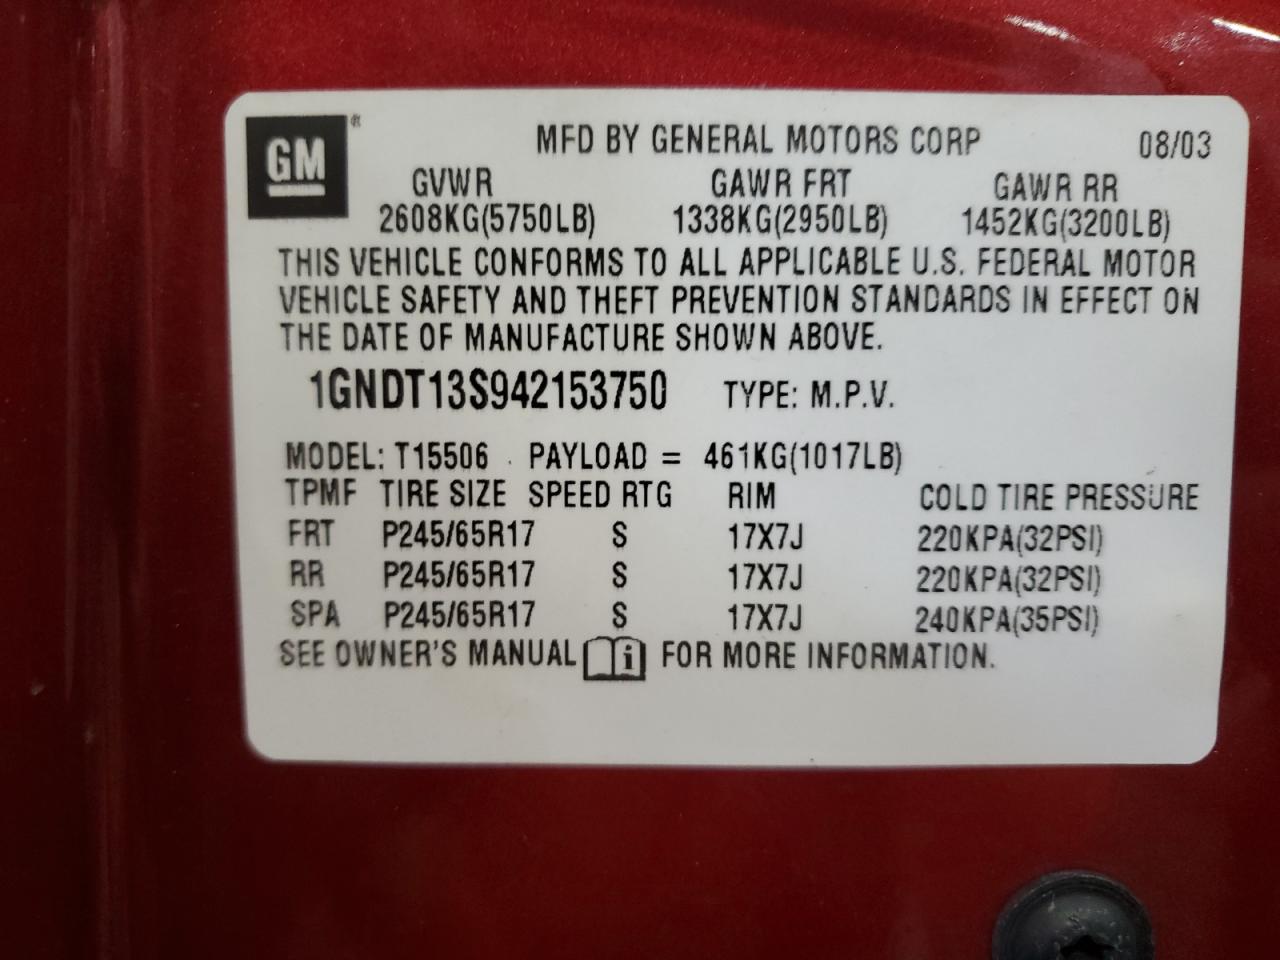 GM ®
MFD BY GENERAL MOTORS CORP 08/03
GVWR GAWR FRT GAWR RR
2608KG(5750LB) 1338KG(2950LB) 1452KG(3200LB)
THIS VEHICLE CONFORMS TO ALL APPLICABLE U.S. FEDERAL MOTOR
VEHICLE SAFETY AND THEFT PREVENTION STANDARDS IN EFFECT ON
THE DATE OF MANUFACTURE SHOWN ABOVE.
1GNDT13S942153750 TYPE: M.P.V.
MODEL: T15506 PAYLOAD = 461KG(1017LB)
TPMF TIRE SIZE SPEED RTG RIM COLD TIRE PRESSURE
FRT P245/65R17 S 17X7J 220KPA(32PSI)
RR P245/65R17 S 17X7J 220KPA(32PSI)
SPA P245/65R17 S 17X7J 240KPA(35PSI)
SEE OWNER'S MANUAL i FOR MORE INFORMATION.